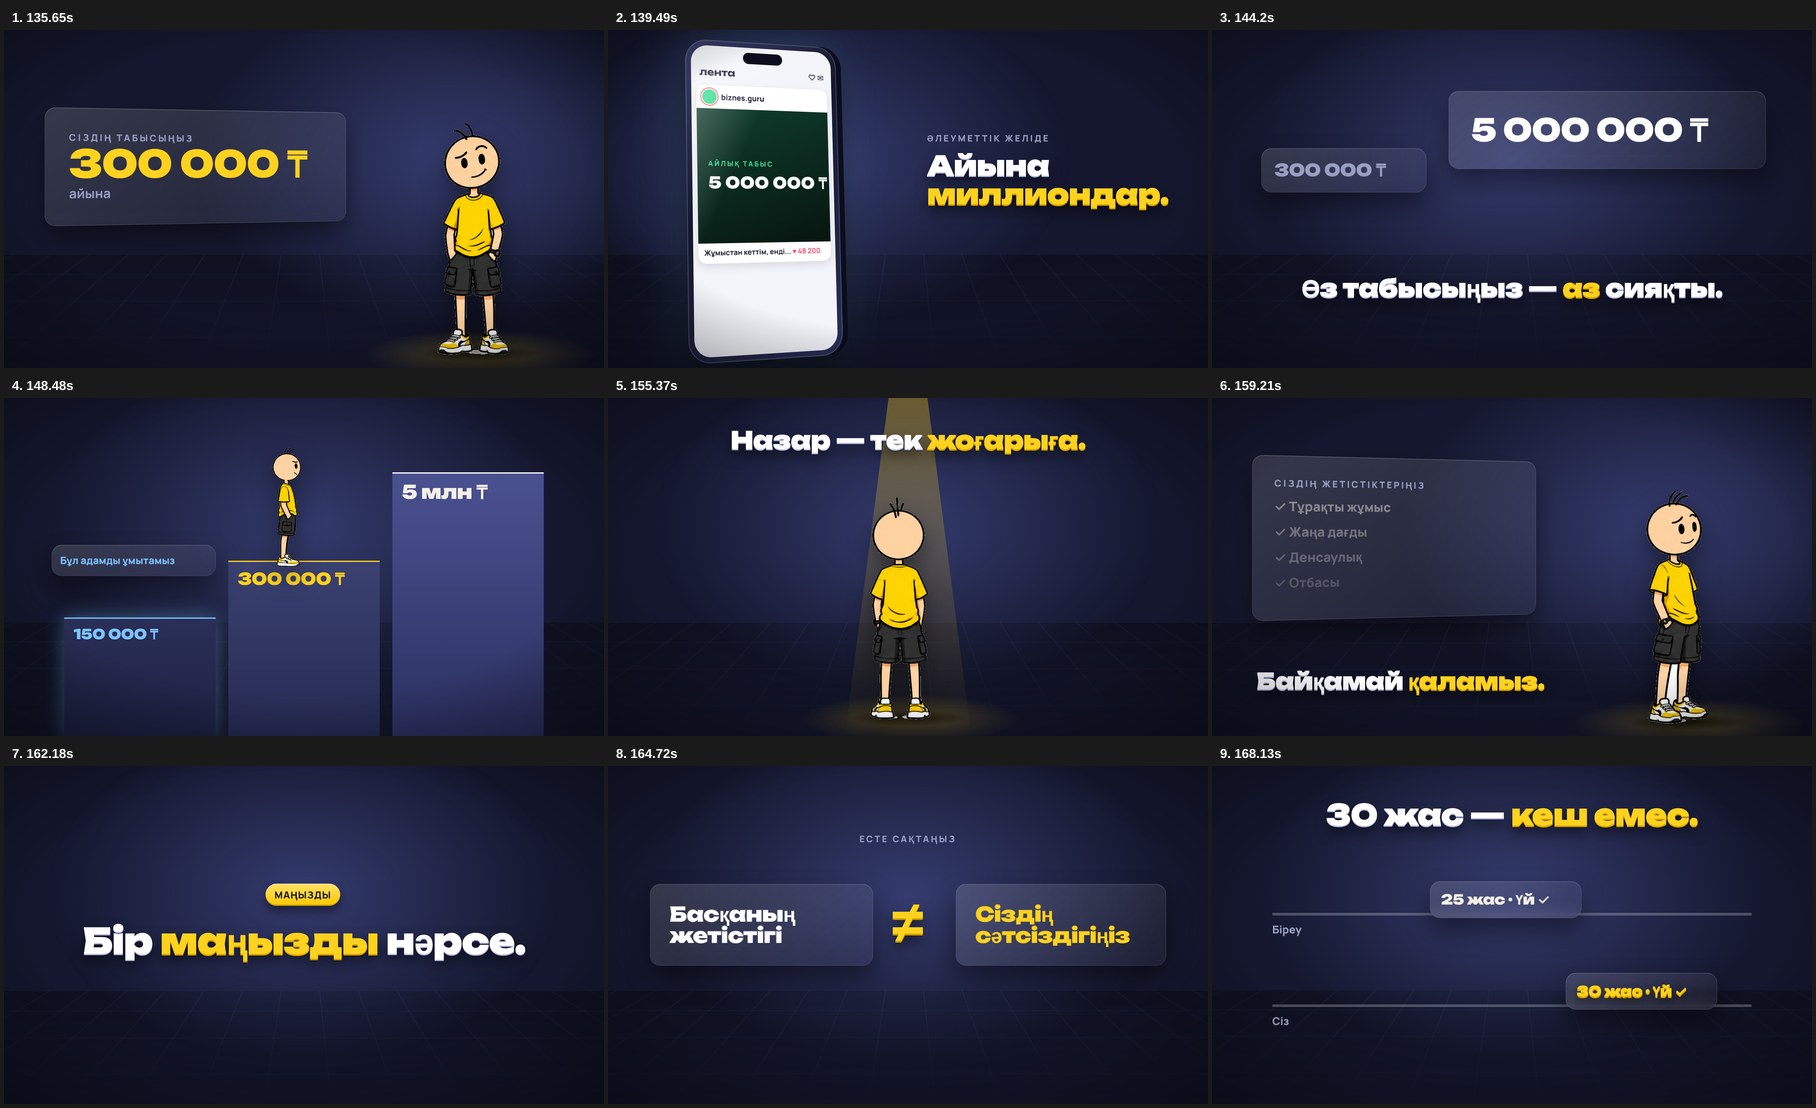 1. 135.65s
СІЗДІҢ ТАБЫСЫҢЫЗ
300 000 ₸
айына
2. 139.49s
лента
biznes.guru
АЙЛЫҚ ТАБЫС
5 000 000 ₸
Жұмыстан кеттім, енді... ♥ 48 200
ӘЛЕУМЕТТІК ЖЕЛІДЕ
Айына
миллиондар.
3. 144.2s
300 000 ₸
5 000 000 ₸
Өз табысыңыз — аз сияқты.
4. 148.48s
Бұл адамды ұмытамыз
150 000 ₸
300 000 ₸
5 млн ₸
5. 155.37s
Назар — тек жоғарыға.
6. 159.21s
СІЗДІҢ ЖЕТІСТІКТЕРІҢІЗ
✓ Тұрақты жұмыс
✓ Жаңа дағды
✓ Денсаулық
✓ Отбасы
Байқамай қаламыз.
7. 162.18s
МАҢЫЗДЫ
Бір маңызды нәрсе.
8. 164.72s
ЕСТЕ САҚТАҢЫЗ
Басқаның
жетістігі
≠
Сіздің
сәтсіздігіңіз
9. 168.13s
30 жас — кеш емес.
25 жас • Үй ✓
Біреу
30 жас • Үй ✓
Сіз